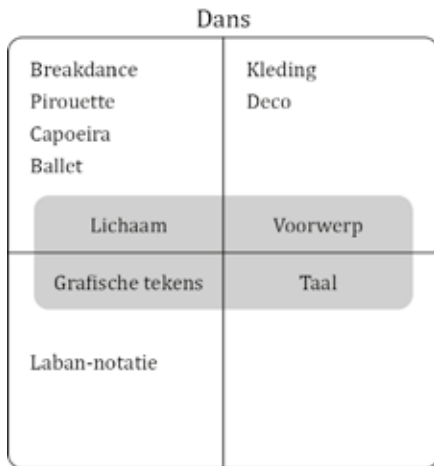 Dans
Breakdance
Pirouette
Capoeira
Ballet
Kleding
Deco
Lichaam
Voorwerp
Grafische tekens
Taal
Laban-notatie